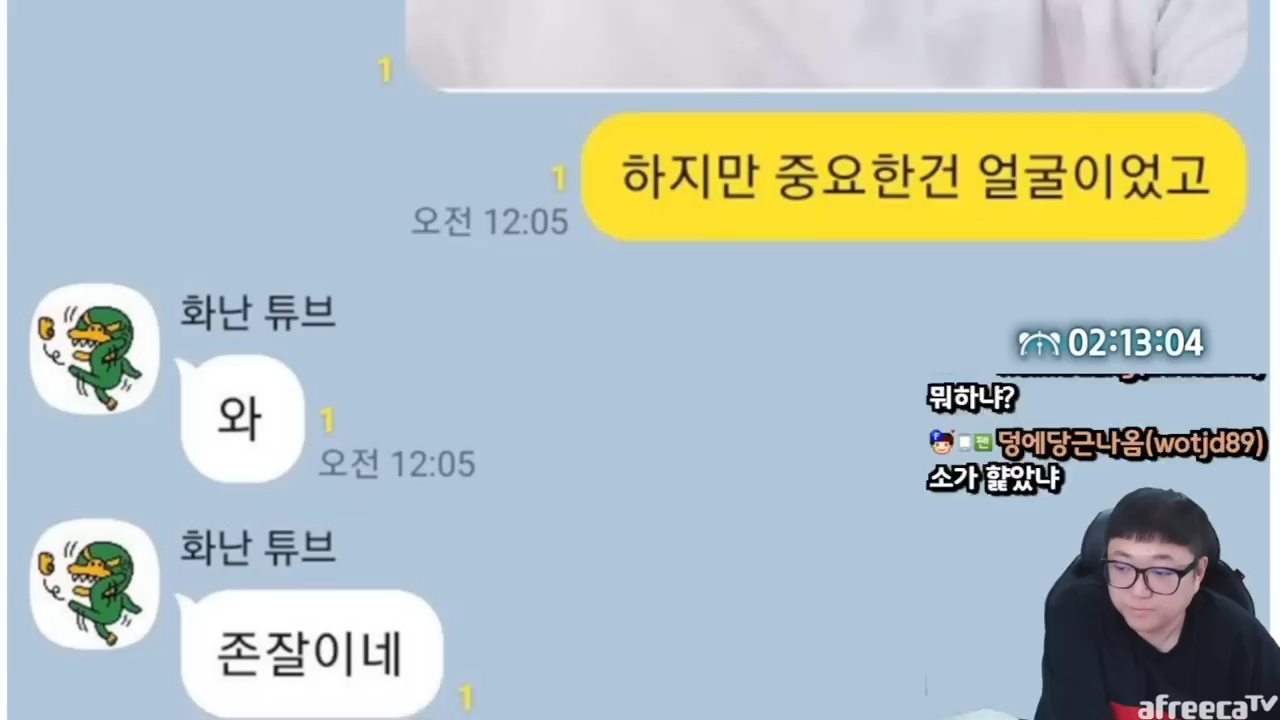 1
하지만 중요한건 얼굴이었고
1
오전 12:05
화난 튜브
와
1
오전 12:05
화난 튜브
존잘이네
1
02:13:04
뭐하냐?
팬 덩에당근나옴(wotjd89)
소가 햝았냐
afreecaTV